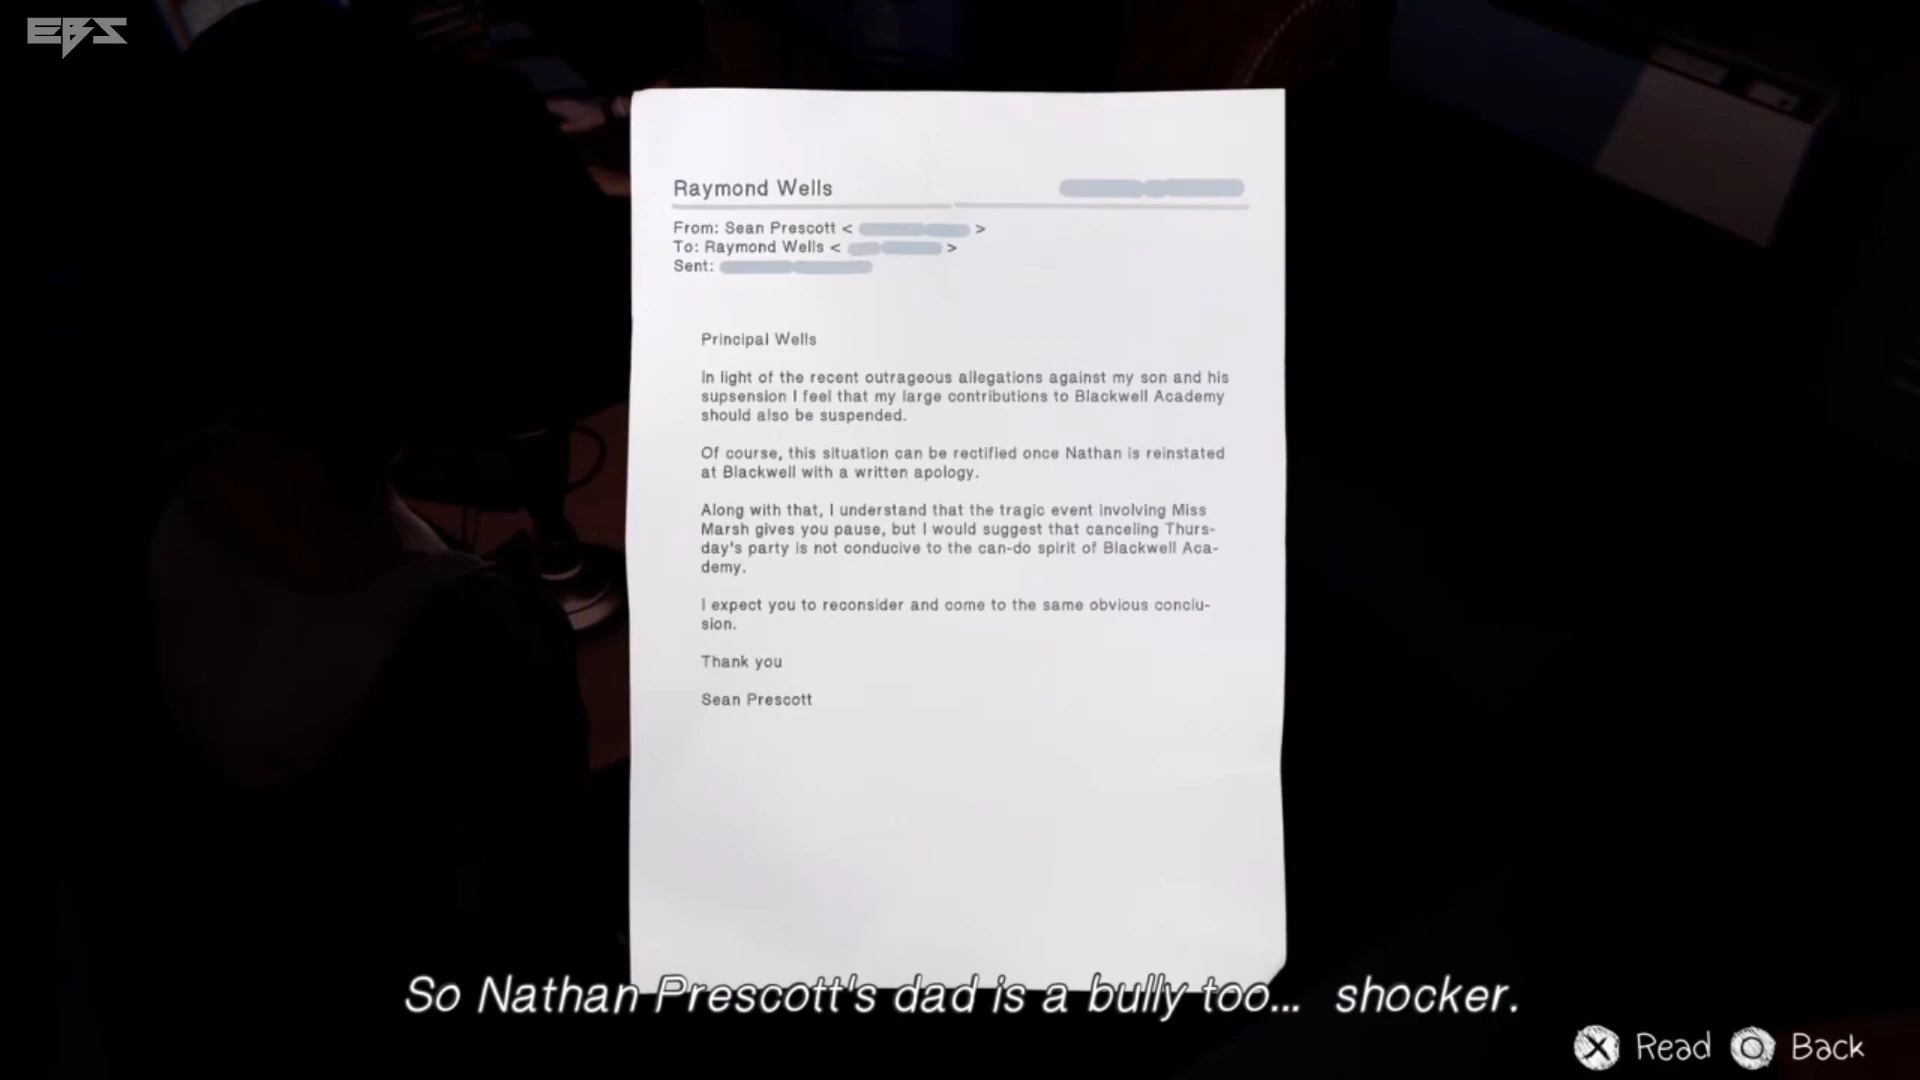 EBS
Raymond Wells
From: Sean Prescott < >
To: Raymond Wells < >
Sent:
Principal Wells
In light of the recent outrageous allegations against my son and his
supsension I feel that my large contributions to Blackwell Academy
should also be suspended.
Of course, this situation can be rectified once Nathan is reinstated
at Blackwell with a written apology.
Along with that, I understand that the tragic event involving Miss
Marsh gives you pause, but I would suggest that canceling Thurs-
day's party is not conducive to the can-do spirit of Blackwell Aca-
demy.
I expect you to reconsider and come to the same obvious conclu-
sion.
Thank you
Sean Prescott
So Nathan Prescott's dad is a bully too... shocker.
X Read O Back